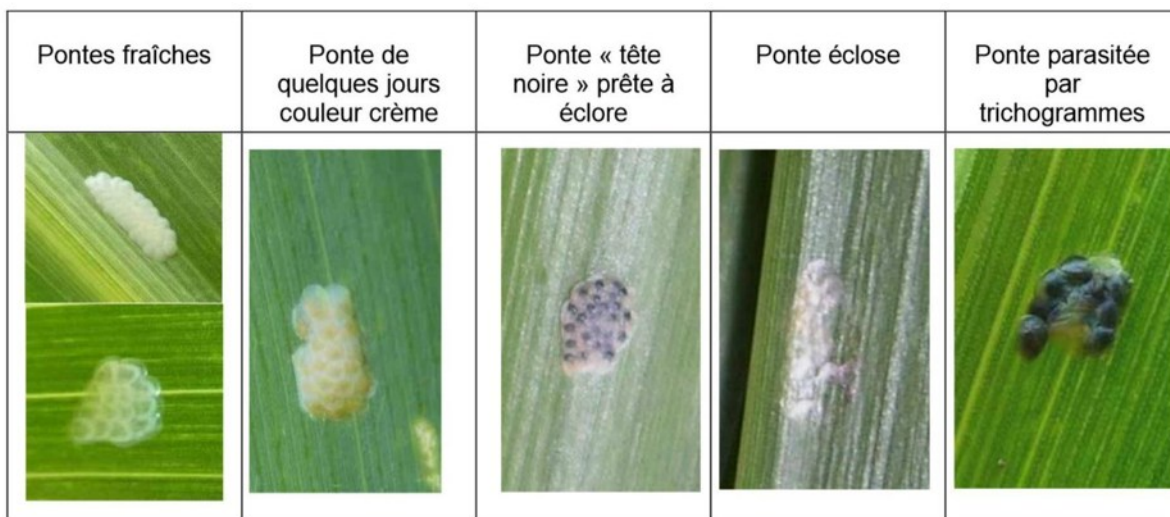 Pontes fraîches
Ponte de
quelques jours
couleur crème
Ponte « tête
noire » prête à
éclore
Ponte éclose
Ponte parasitée
par
trichogrammes